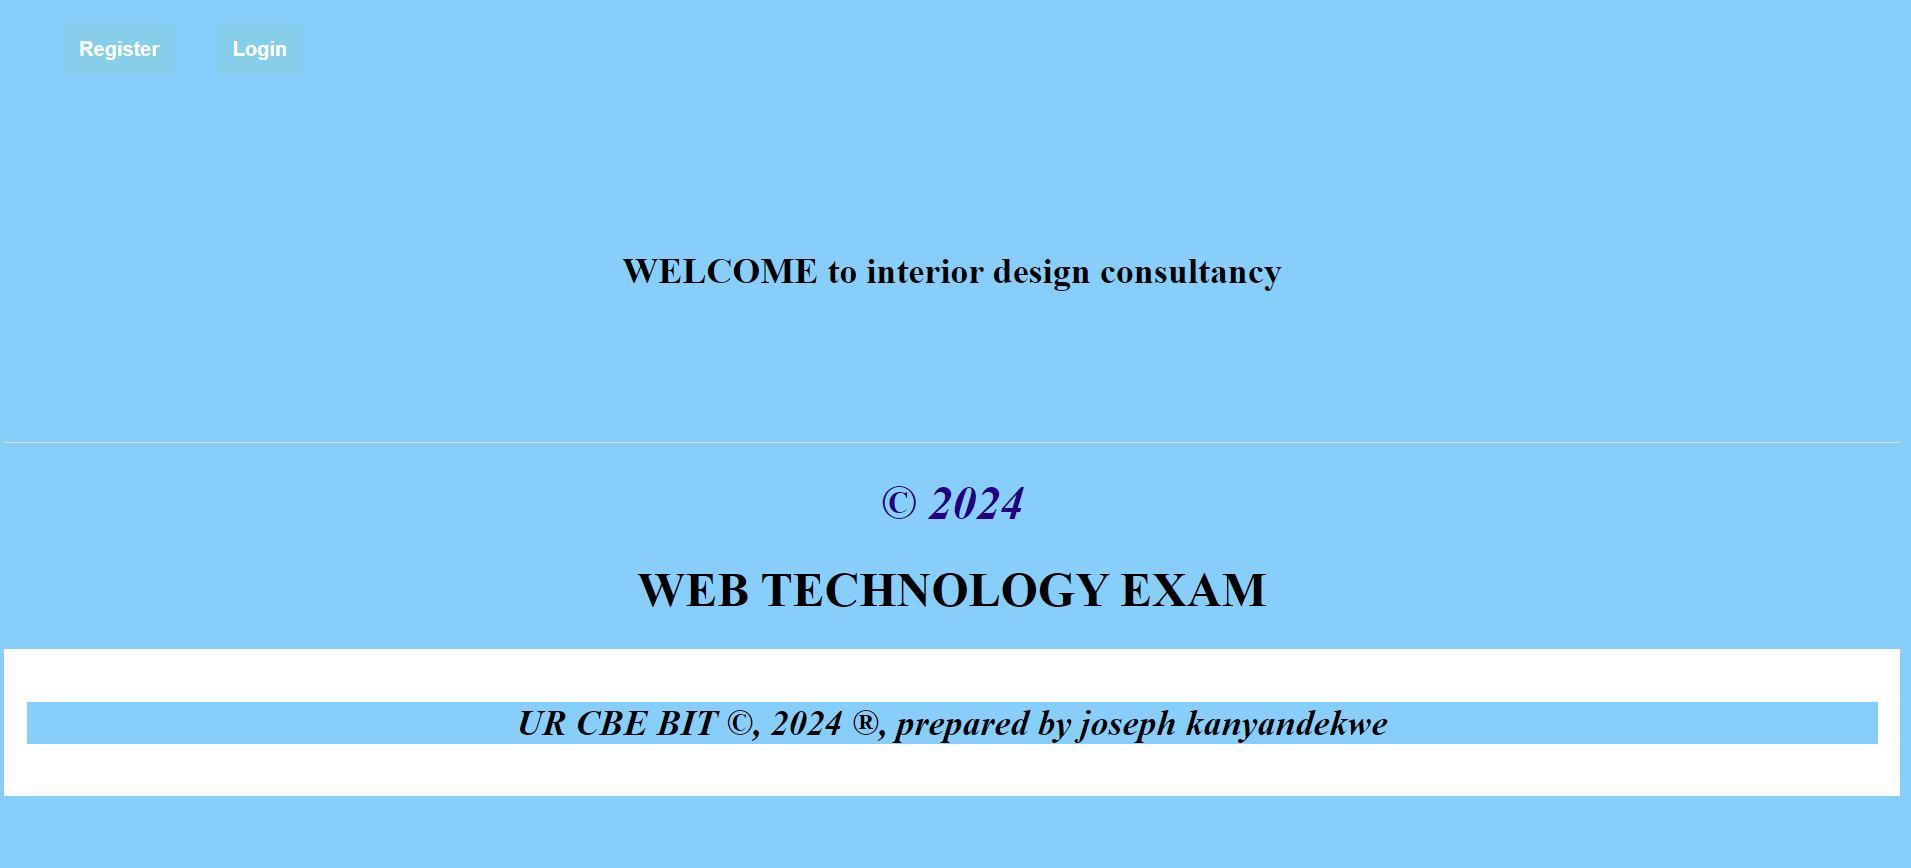 Register Login
WELCOME to interior design consultancy
© 2024
WEB TECHNOLOGY EXAM
UR CBE BIT ©, 2024 ®, prepared by joseph kanyandekwe